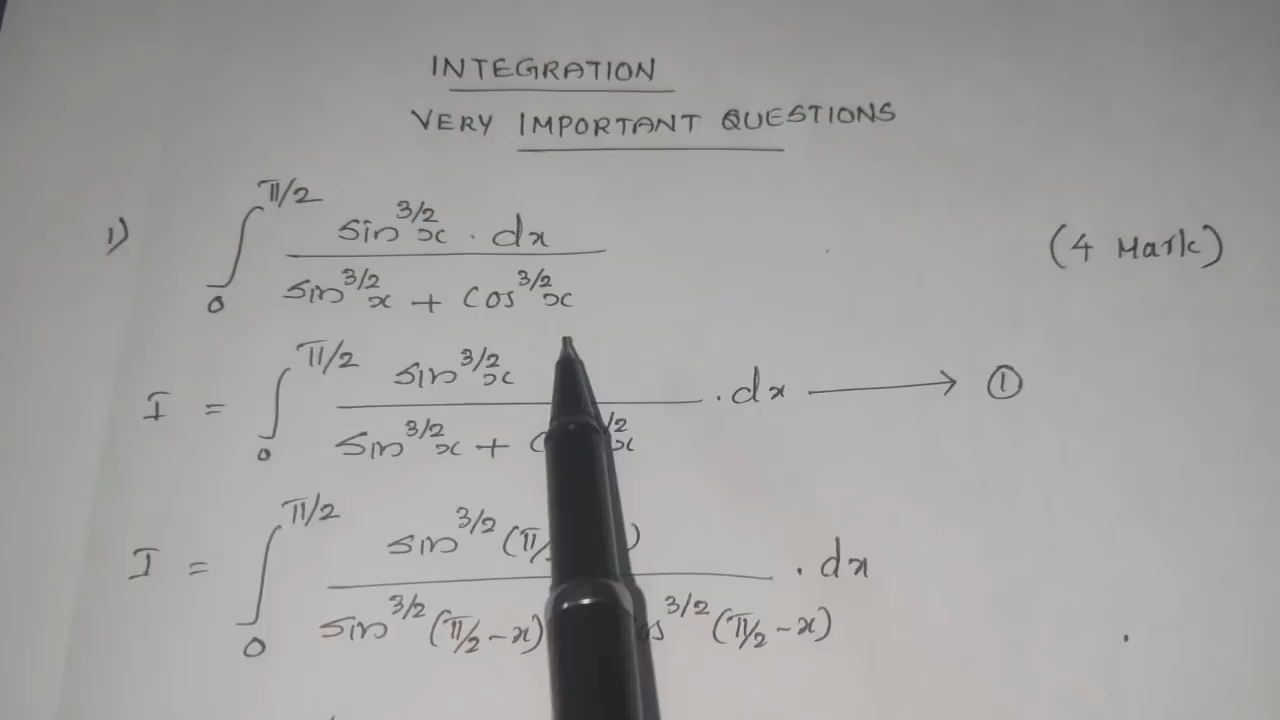 INTEGRATION
VERY IMPORTANT QUESTIONS
1) ∫₀^π/2 sin^3/2 x . dx / sin^3/2 x + cos^3/2 x (4 Mark)
I = ∫₀^π/2 sin^3/2 x / sin^3/2 x + C /2 x . dx ⟶ ①
I = ∫₀^π/2 sin^3/2 (π/ ) / sin^3/2 (π/2 - x) s^3/2 (π/2 - x) . dx